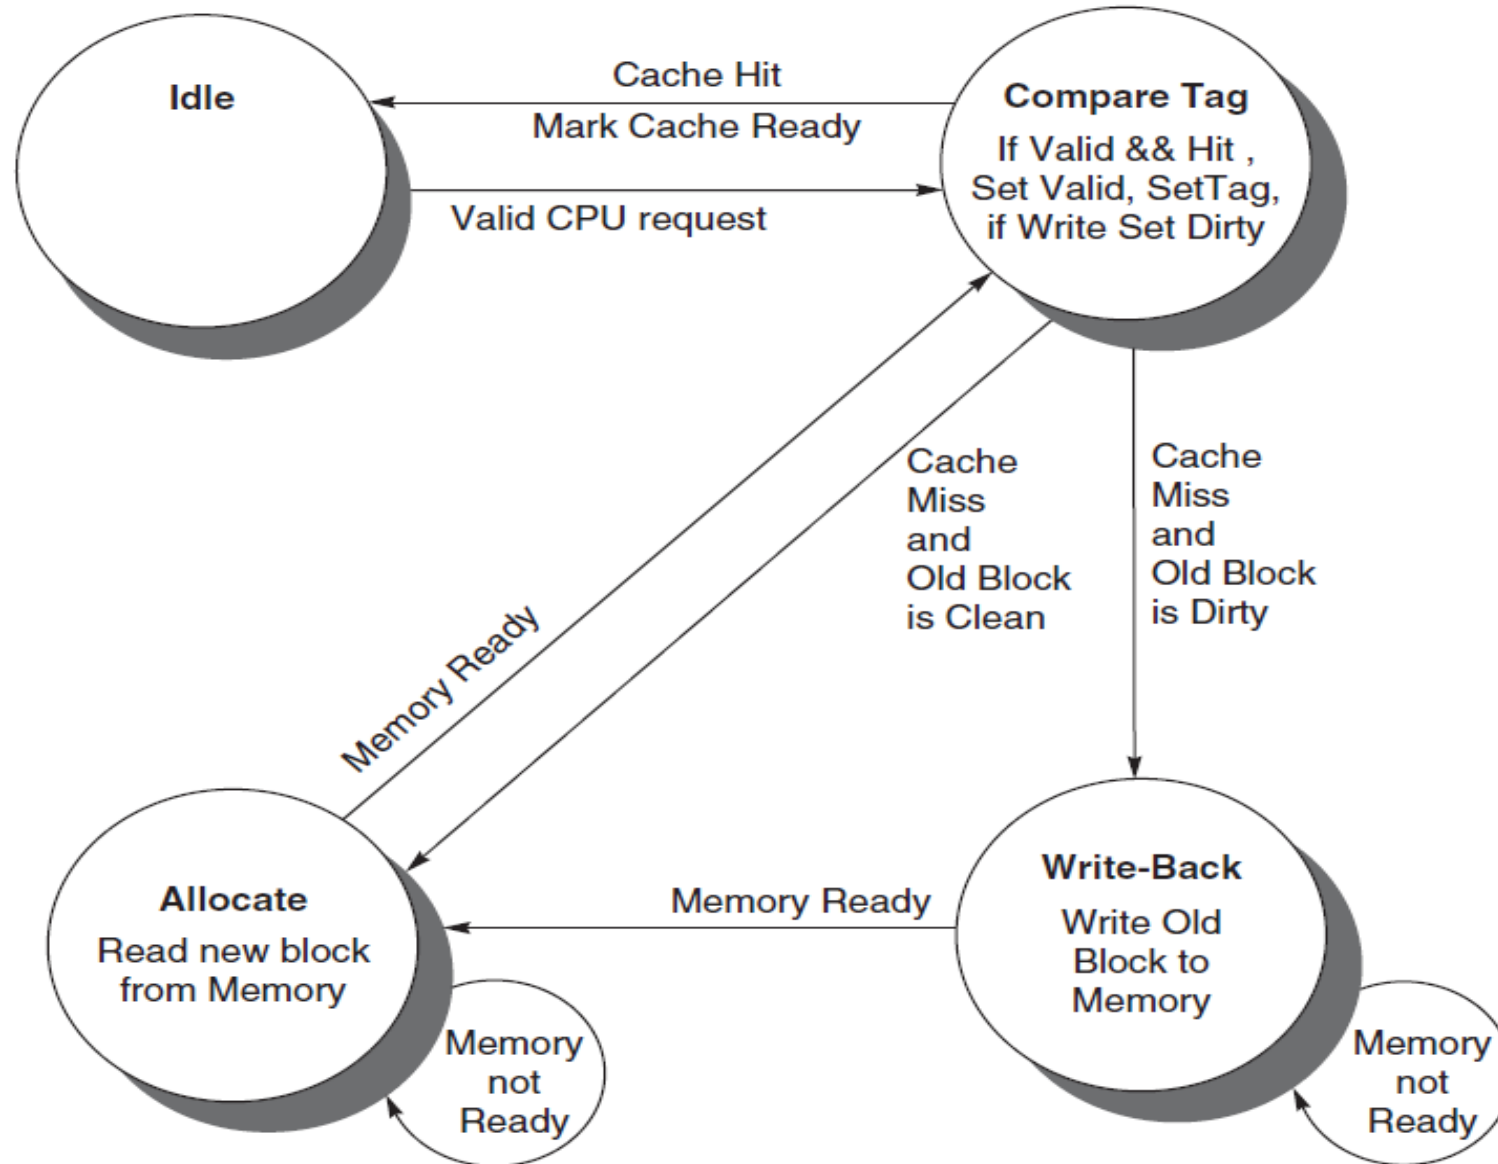 Idle
Cache Hit
Mark Cache Ready
Valid CPU request
Compare Tag
If Valid && Hit ,
Set Valid, SetTag,
if Write Set Dirty
Cache
Miss
and
Old Block
is Clean
Cache
Miss
and
Old Block
is Dirty
Memory Ready
Allocate
Read new block
from Memory
Memory
not
Ready
Memory Ready
Write-Back
Write Old
Block to
Memory
Memory
not
Ready